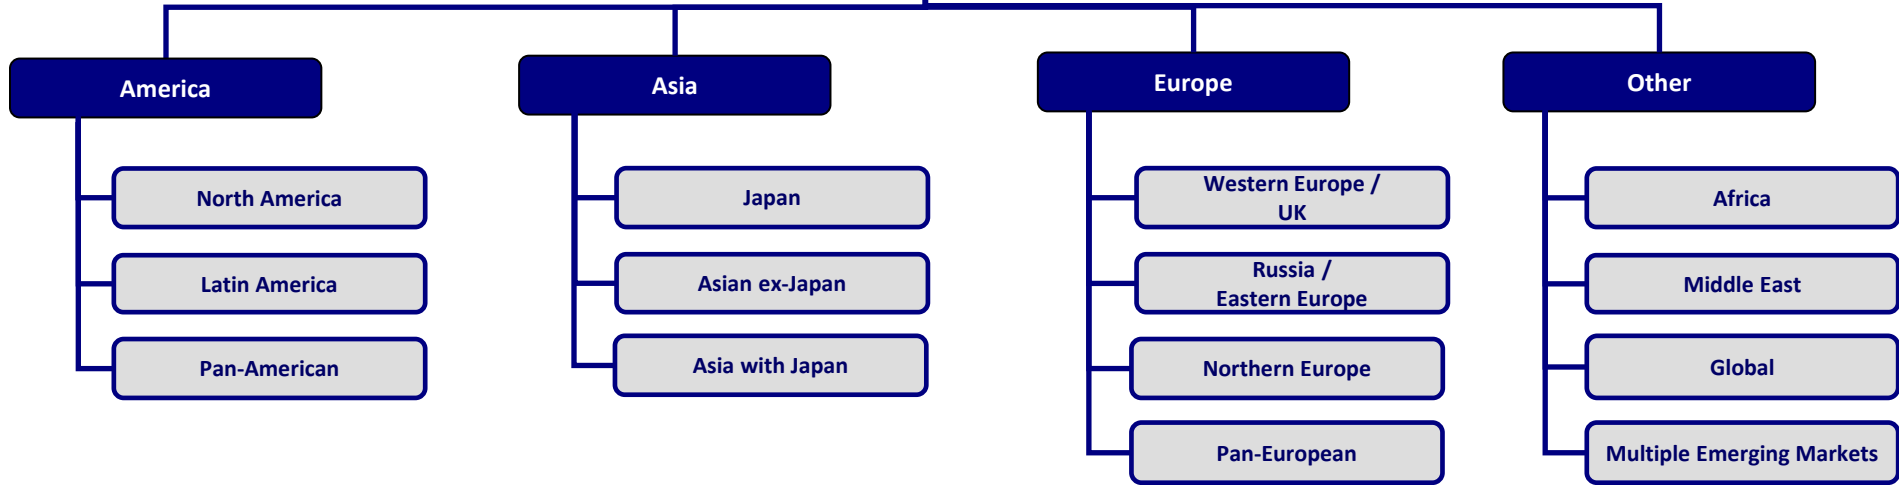 America
Asia
Europe
Other
North America
Latin America
Pan-American
Japan
Asian ex-Japan
Asia with Japan
Western Europe /
UK
Russia /
Eastern Europe
Northern Europe
Pan-European
Africa
Middle East
Global
Multiple Emerging Markets